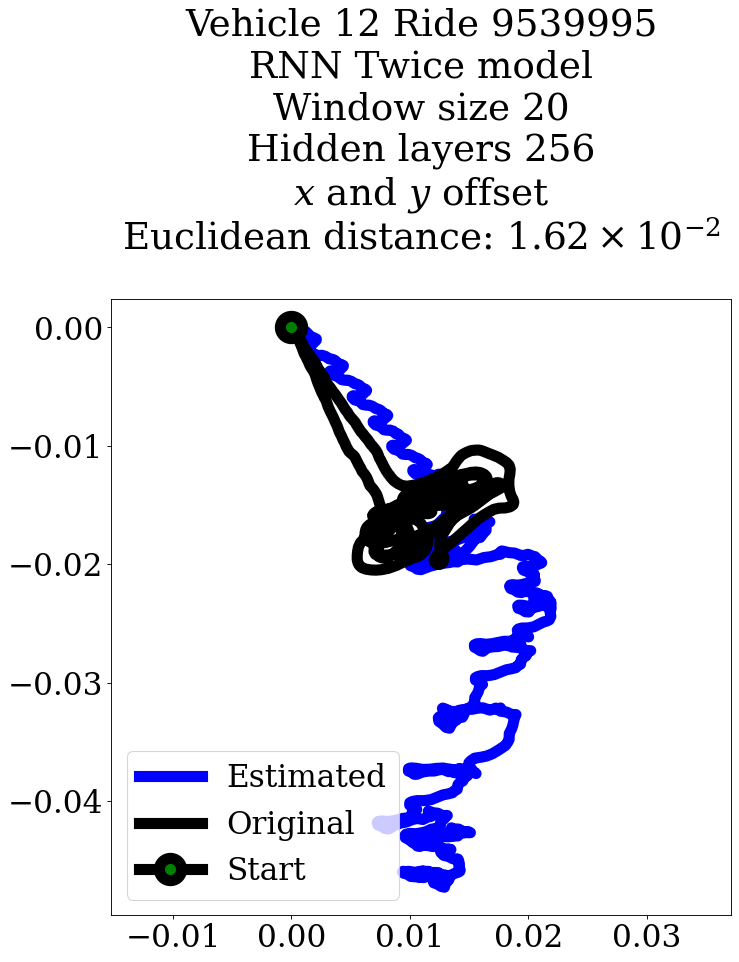 Vehicle 12 Ride 9539995
RNN Twice model
Window size 20
Hidden layers 256
x and y offset
Euclidean distance: 1.62 × 10⁻²
0.00
−0.01
−0.02
−0.03
−0.04
Estimated
Original
Start
−0.01 0.00 0.01 0.02 0.03